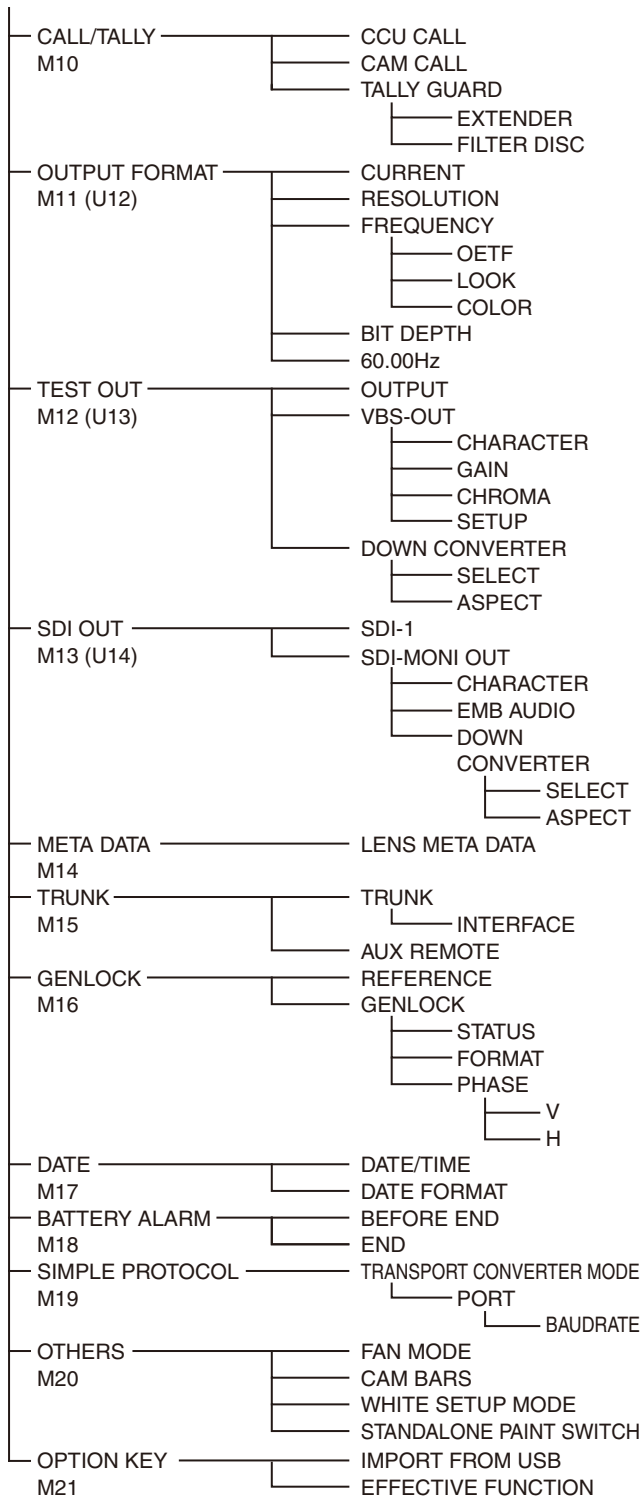 CALL/TALLY CCU CALL
M10 CAM CALL
TALLY GUARD
EXTENDER
FILTER DISC
OUTPUT FORMAT CURRENT
M11 (U12) RESOLUTION
FREQUENCY
OETF
LOOK
COLOR
BIT DEPTH
60.00Hz
TEST OUT OUTPUT
M12 (U13) VBS-OUT
CHARACTER
GAIN
CHROMA
SETUP
DOWN CONVERTER
SELECT
ASPECT
SDI OUT SDI-1
M13 (U14) SDI-MONI OUT
CHARACTER
EMB AUDIO
DOWN
CONVERTER
SELECT
ASPECT
META DATA LENS META DATA
M14
TRUNK TRUNK
M15 INTERFACE
AUX REMOTE
GENLOCK REFERENCE
M16 GENLOCK
STATUS
FORMAT
PHASE
V
H
DATE DATE/TIME
M17 DATE FORMAT
BATTERY ALARM BEFORE END
M18 END
SIMPLE PROTOCOL TRANSPORT CONVERTER MODE
M19 PORT
BAUDRATE
OTHERS FAN MODE
M20 CAM BARS
WHITE SETUP MODE
STANDALONE PAINT SWITCH
OPTION KEY IMPORT FROM USB
M21 EFFECTIVE FUNCTION